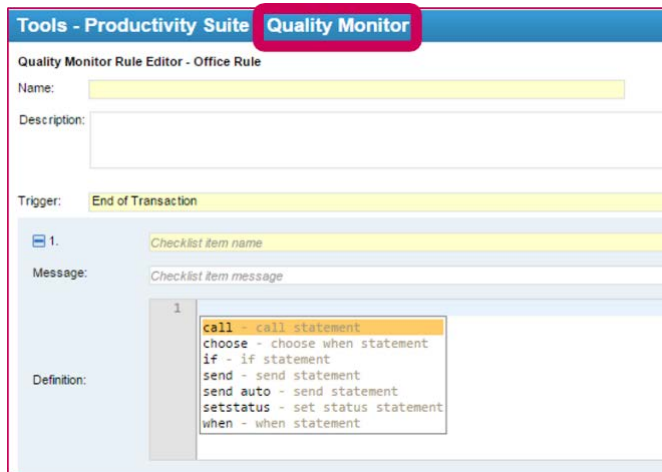 Tools - Productivity Suite Quality Monitor
Quality Monitor Rule Editor - Office Rule
Name:
Description:
Trigger: End of Transaction
1. Checklist item name
Message: Checklist item message
1
call - call statement
choose - choose when statement
if - if statement
send - send statement
Definition:
send auto - send statement
setstatus - set status statement
when - when statement